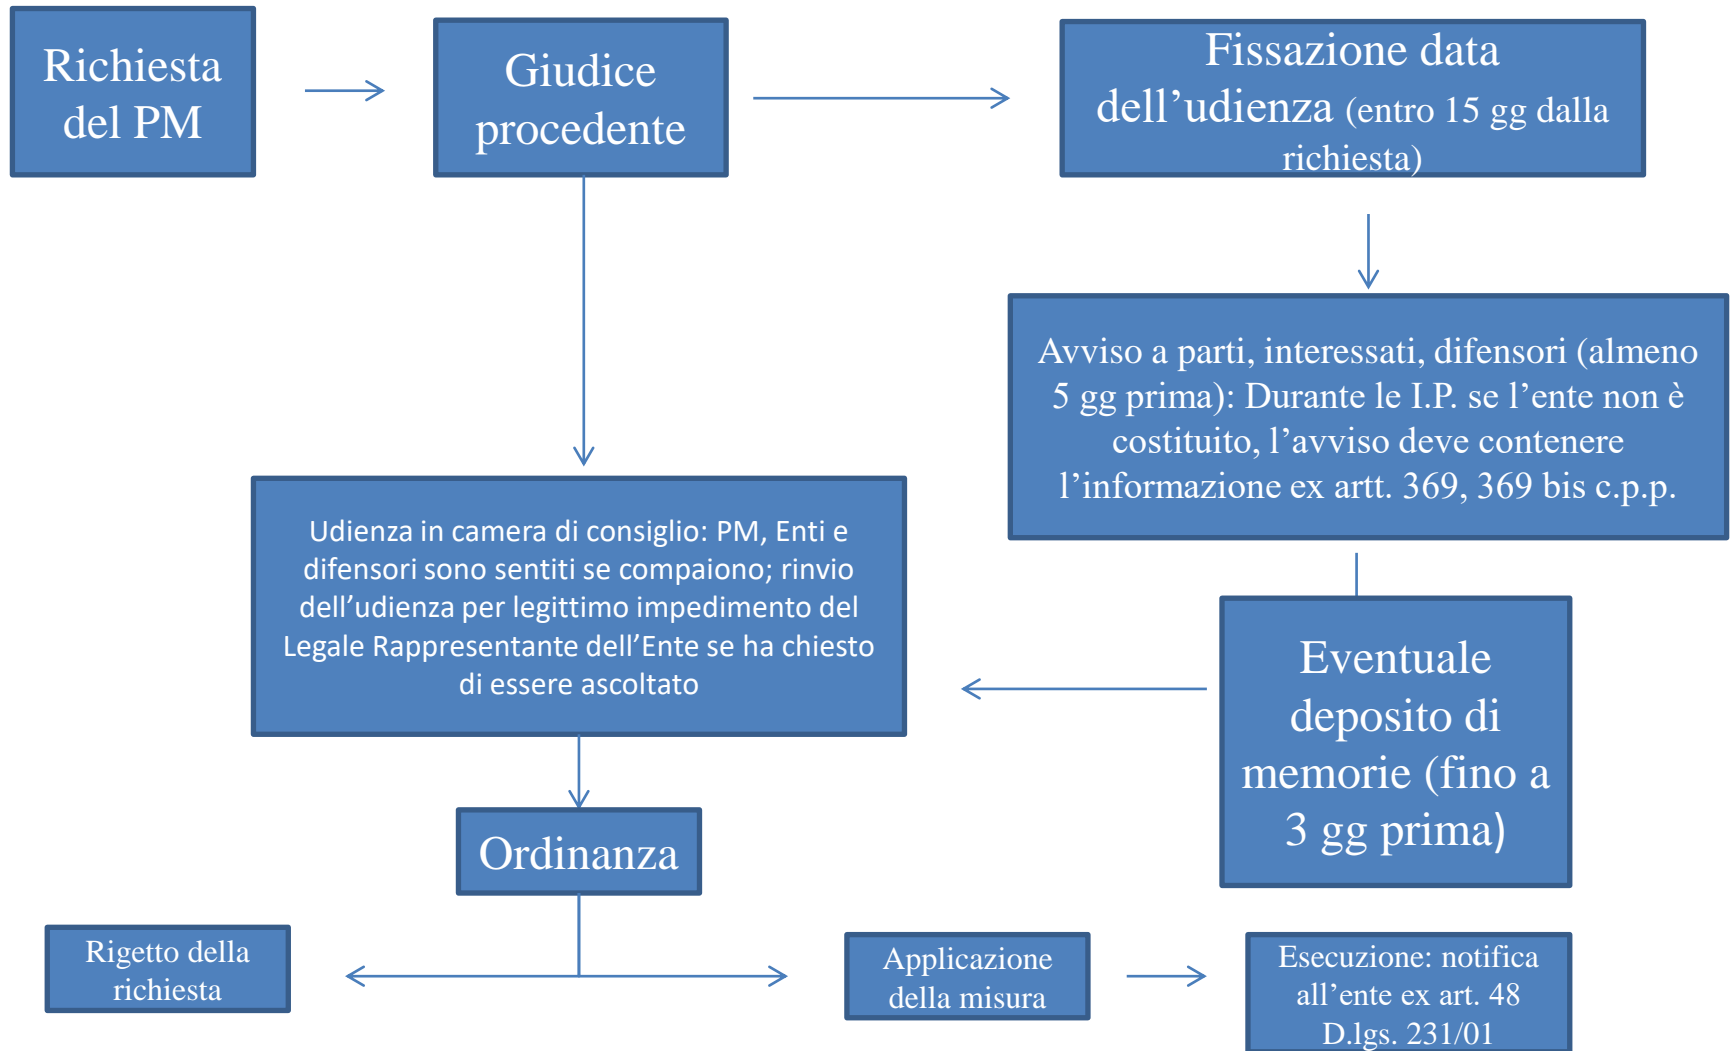 Richiesta
del PM
Giudice
procedente
Fissazione data
dell’udienza (entro 15 gg dalla
richiesta)
Avviso a parti, interessati, difensori (almeno
5 gg prima): Durante le I.P. se l’ente non è
costituito, l’avviso deve contenere
l’informazione ex artt. 369, 369 bis c.p.p.
Eventuale
deposito di
memorie (fino a
3 gg prima)
Udienza in camera di consiglio: PM, Enti e
difensori sono sentiti se compaiono; rinvio
dell’udienza per legittimo impedimento del
Legale Rappresentante dell’Ente se ha chiesto
di essere ascoltato
Ordinanza
Rigetto della
richiesta
Applicazione
della misura
Esecuzione: notifica
all’ente ex art. 48
D.lgs. 231/01